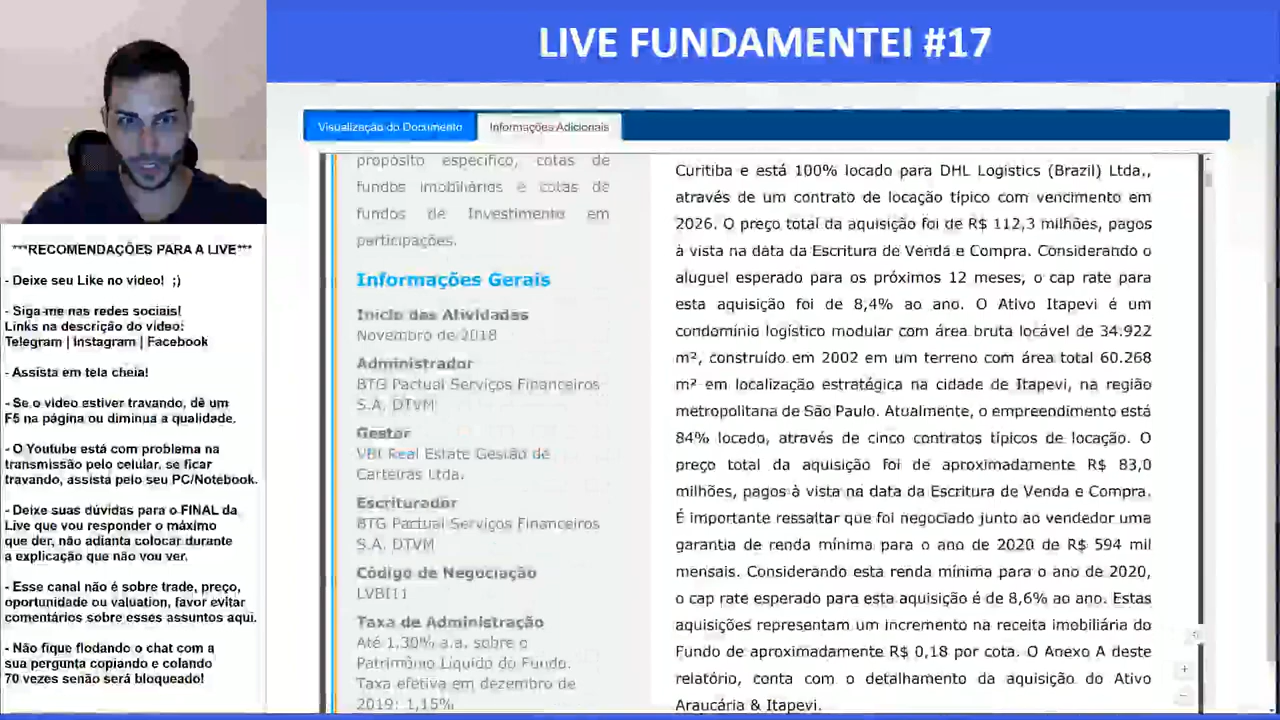 LIVE FUNDAMENTEI #17
Visualização do Documento
Informações Adicionais
***RECOMENDAÇÕES PARA A LIVE***
- Deixe seu Like no video!  ;)
- Siga-me nas redes sociais!
Links na descrição do vídeo:
Telegram | Instagram | Facebook
- Assista em tela cheia!
- Se o video estiver travando, dê um
F5 na página ou diminua a qualidade.
- O Youtube está com problema na
transmissão pelo celular, se ficar
travando, assista pelo seu PC/Notebook.
- Deixe suas dúvidas para o FINAL da
Live que vou responder o máximo
que der, não adianta colocar durante
a explicação que não vou ver.
- Esse canal não é sobre trade, preço,
oportunidade ou valuation, favor evitar
comentários sobre esses assuntos aqui.
- Não fique flodando o chat com a
sua pergunta copiando e colando
70 vezes senão será bloqueado!
propósito específico, cotas de
fundos imobiliários e cotas de
fundos de Investimento em
participações.
Informações Gerais
Início das Atividades
Novembro de 2018
Administrador
BTG Pactual Serviços Financeiros
S.A. DTVM
Gestor
VBI Real Estate Gestão de
Carteiras Ltda.
Escriturador
BTG Pactual Serviços Financeiros
S.A. DTVM
Código de Negociação
LVBI11
Taxa de Administração
Até 1,30% a.a. sobre o
Patrimônio Líquido do Fundo.
Taxa efetiva em dezembro de
2019: 1,15%
Curitiba e está 100% locado para DHL Logistics (Brazil) Ltda.,
através de um contrato de locação típico com vencimento em
2026. O preço total da aquisição foi de R$ 112,3 milhões, pagos
à vista na data da Escritura de Venda e Compra. Considerando o
aluguel esperado para os próximos 12 meses, o cap rate para
esta aquisição foi de 8,4% ao ano. O Ativo Itapevi é um
condomínio logístico modular com área bruta locável de 34.922
m², construído em 2002 em um terreno com área total 60.268
m² em localização estratégica na cidade de Itapevi, na região
metropolitana de São Paulo. Atualmente, o empreendimento está
84% locado, através de cinco contratos típicos de locação. O
preço total da aquisição foi de aproximadamente R$ 83,0
milhões, pagos à vista na data da Escritura de Venda e Compra.
É importante ressaltar que foi negociado junto ao vendedor uma
garantia de renda mínima para o ano de 2020 de R$ 594 mil
mensais. Considerando esta renda mínima para o ano de 2020,
o cap rate esperado para esta aquisição é de 8,6% ao ano. Estas
aquisições representam um incremento na receita imobiliária do
Fundo de aproximadamente R$ 0,18 por cota. O Anexo A deste
relatório, conta com o detalhamento da aquisição do Ativo
Araucária & Itapevi.